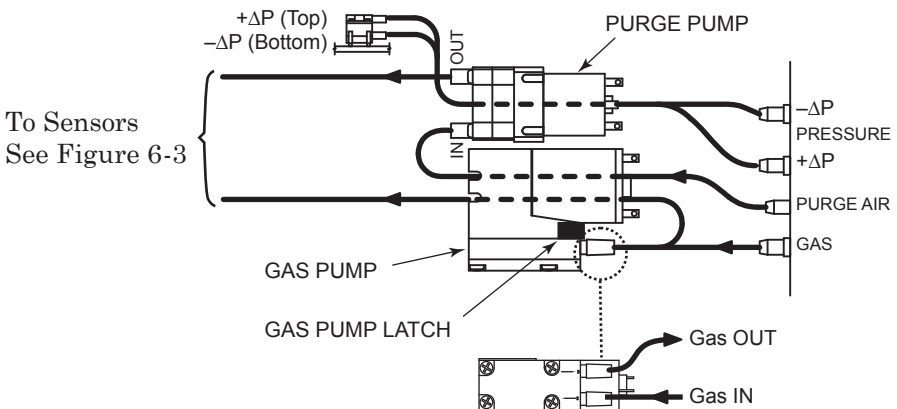 +ΔP (Top)
–ΔP (Bottom)
OUT
PURGE PUMP
To Sensors
See Figure 6-3
IN
–ΔP
PRESSURE
+ΔP
PURGE AIR
GAS
GAS PUMP
GAS PUMP LATCH
Gas OUT
Gas IN